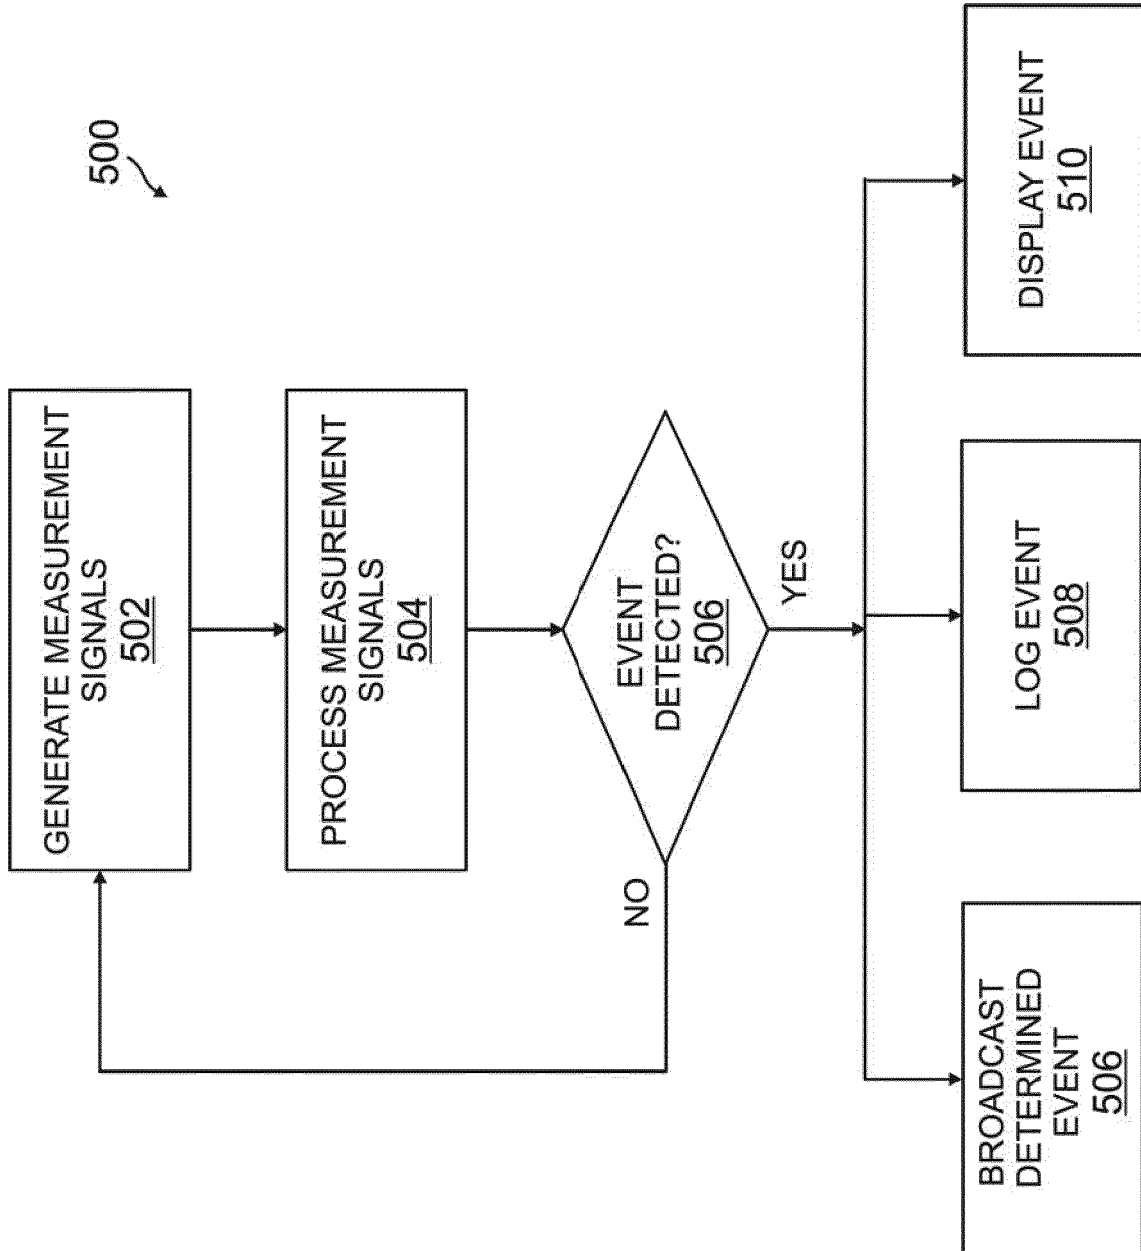 500
GENERATE MEASUREMENT
SIGNALS
502
PROCESS MEASUREMENT
SIGNALS
504
EVENT
DETECTED?
506
NO
YES
BROADCAST
DETERMINED
EVENT
506
LOG EVENT
508
DISPLAY EVENT
510